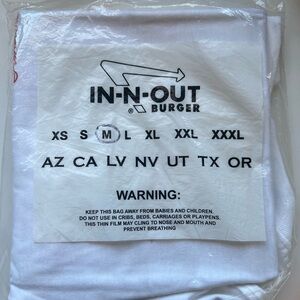 IN-N-OUT
® BURGER
XS S M L XL XXL XXXL
AZ CA LV NV UT TX OR
WARNING:
KEEP THIS BAG AWAY FROM BABIES AND CHILDREN.
DO NOT USE IN CRIBS, BEDS, CARRIAGES OR PLAYPENS.
THIS THIN FILM MAY CLING TO NOSE AND MOUTH AND
PREVENT BREATHING